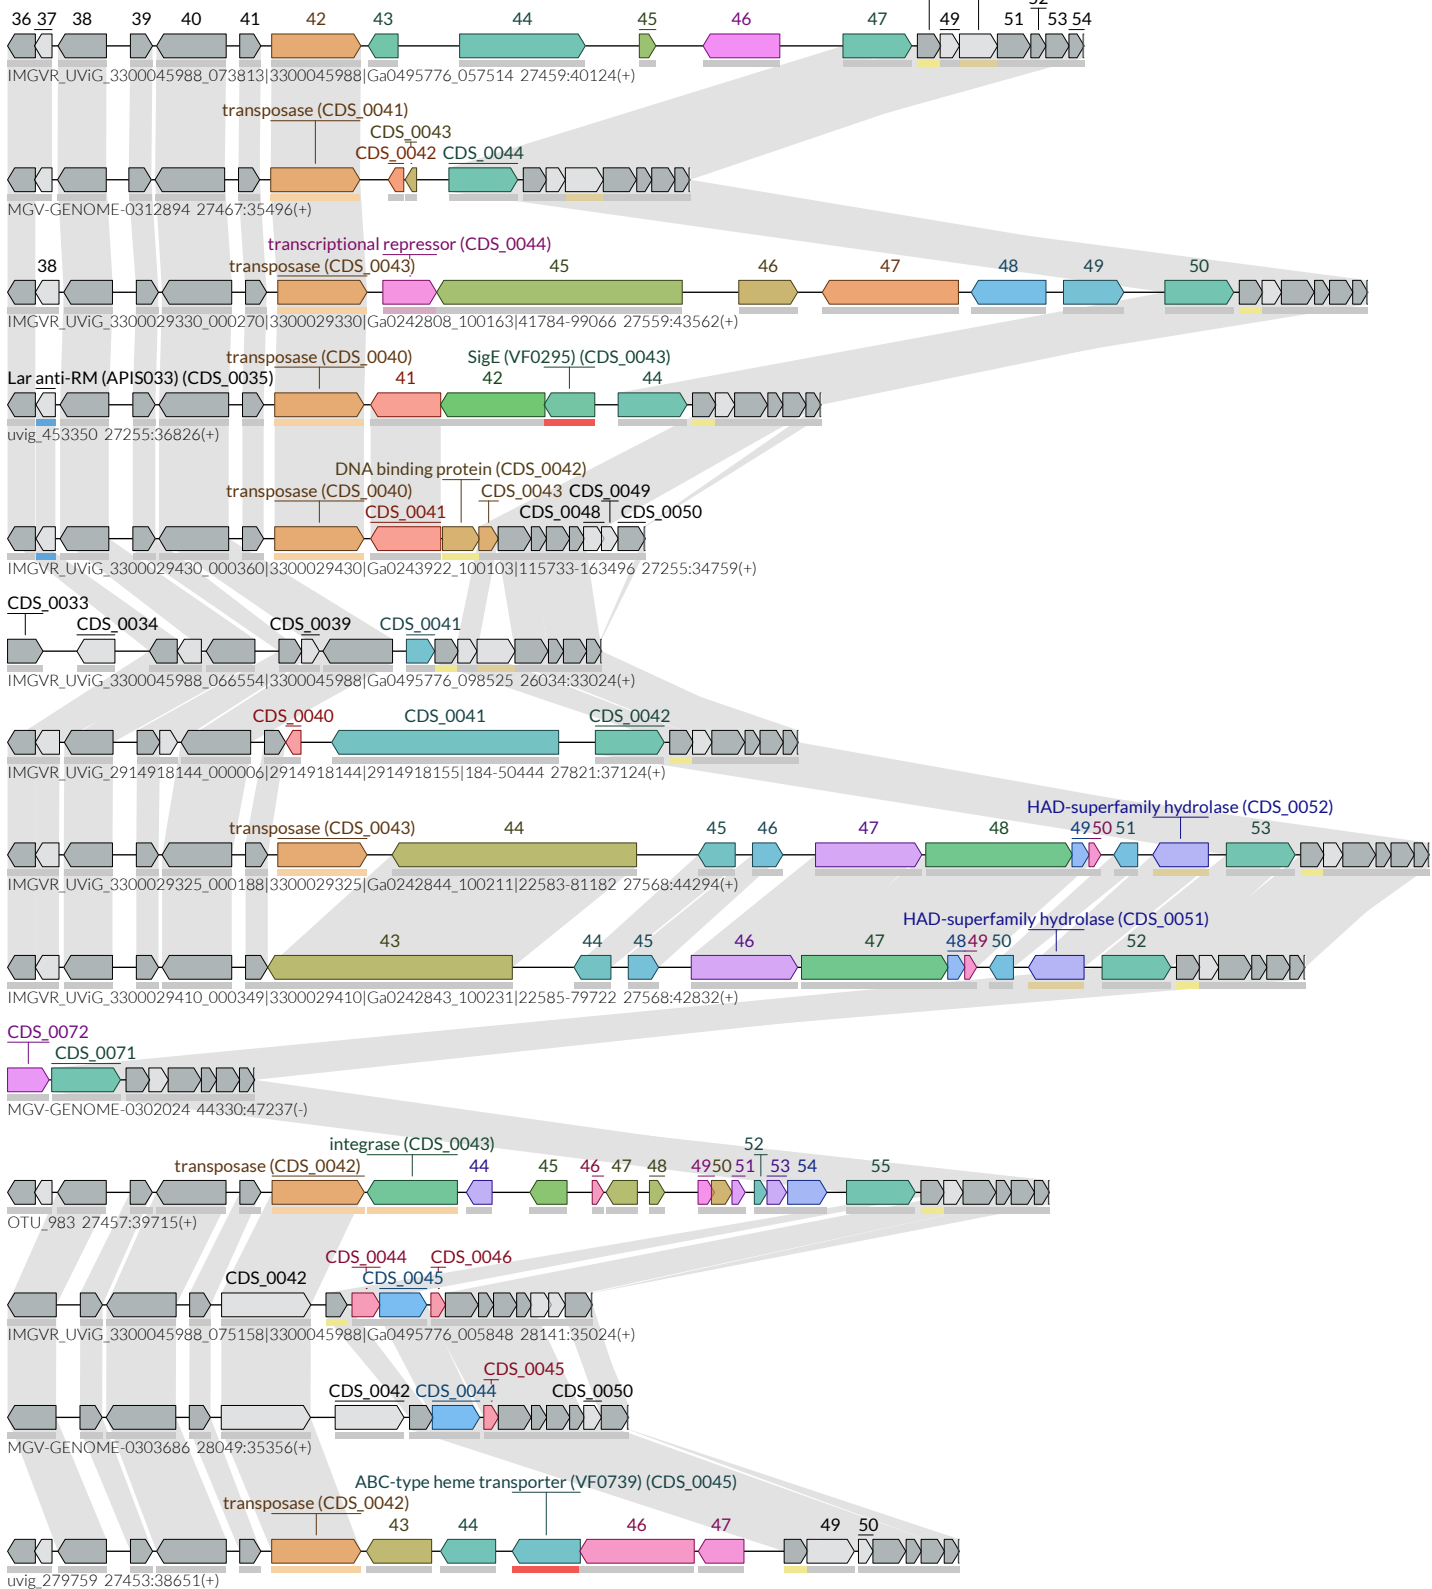 36 37 38 39 40 41 42 43 44 45 46 47 49 51 53 54
IMGVR_UViG_3300045988_073813|3300045988|Ga0495776_057514 27459:40124(+)
transposase (CDS_0041)
CDS_0043
CDS_0042 CDS_0044
MGV-GENOME-0312894 27467:35496(+)
transcriptional repressor (CDS_0044)
38 transposase (CDS_0043) 45 46 47 48 49 50
IMGVR_UViG_3300029330_000270|3300029330|Ga0242808_100163|41784-99066 27559:43562(+)
transposase (CDS_0040) SigE (VF0295) (CDS_0043)
Lar anti-RM (APIS033) (CDS_0035) 41 42 44
uvig_453350 27255:36826(+)
DNA binding protein (CDS_0042)
transposase (CDS_0040) CDS_0043 CDS_0049
CDS_0041 CDS_0048 CDS_0050
IMGVR_UViG_3300029430_000360|3300029430|Ga0243922_100103|115733-163496 27255:34759(+)
CDS_0033
CDS_0034 CDS_0039 CDS_0041
IMGVR_UViG_3300045988_066554|3300045988|Ga0495776_098525 26034:33024(+)
CDS_0040 CDS_0041 CDS_0042
IMGVR_UViG_2914918144_000006|2914918144|2914918155|184-50444 27821:37124(+)
HAD-superfamily hydrolase (CDS_0052)
transposase (CDS_0043) 44 45 46 47 48 49 50 51 53
IMGVR_UViG_3300029325_000188|3300029325|Ga0242844_100211|22583-81182 27568:44294(+)
HAD-superfamily hydrolase (CDS_0051)
43 44 45 46 47 48 49 50 52
IMGVR_UViG_3300029410_000349|3300029410|Ga0242843_100231|22585-79722 27568:42832(+)
CDS_0072
CDS_0071
MGV-GENOME-0302024 44330:47237(-)
integrase (CDS_0043) 52
transposase (CDS_0042) 44 45 46 47 48 49 50 51 53 54 55
OTU_983 27457:39715(+)
CDS_0044 CDS_0046
CDS_0042 CDS_0045
IMGVR_UViG_3300045988_075158|3300045988|Ga0495776_005848 28141:35024(+)
CDS_0045
CDS_0042 CDS_0044 CDS_0050
MGV-GENOME-0303686 28049:35356(+)
ABC-type heme transporter (VF0739) (CDS_0045)
transposase (CDS_0042)
43 44 46 47 49 50
uvig_279759 27453:38651(+)